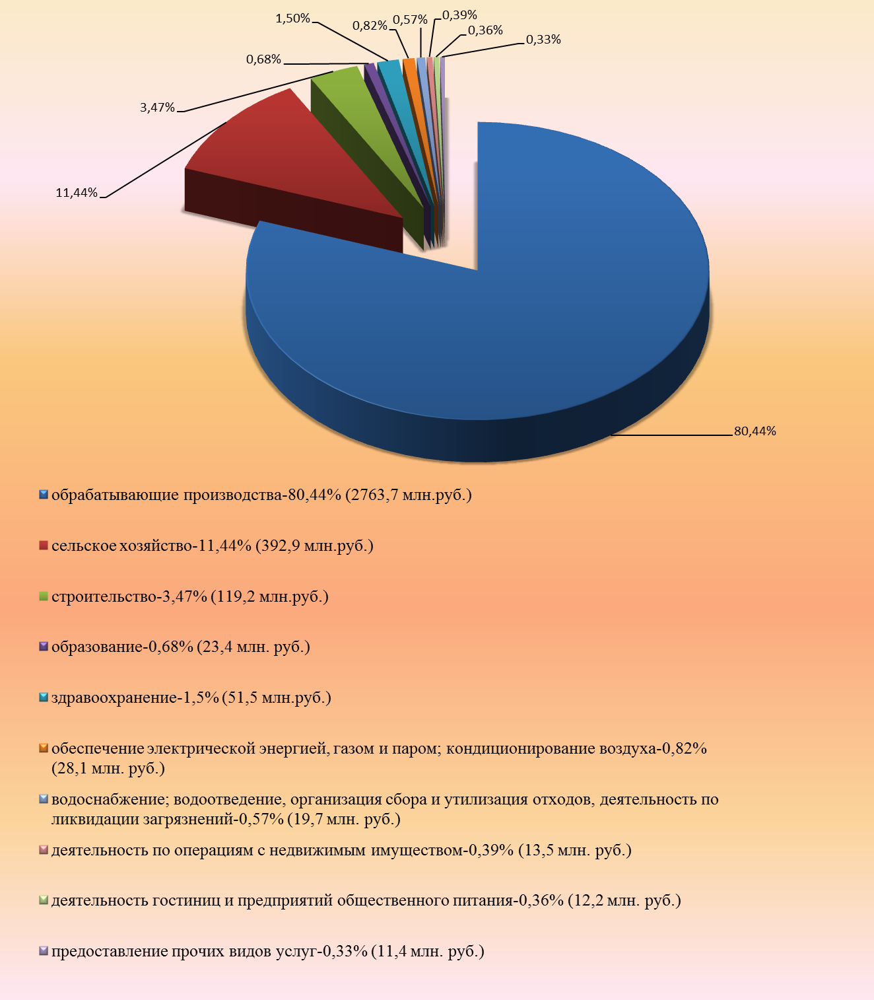 1,50%
0,82%
0,57%
0,39%
0,36%
0,33%
0,68%
3,47%
11,44%
80,44%
обрабатывающие производства-80,44% (2763,7 млн.руб.)
сельское хозяйство-11,44% (392,9 млн.руб.)
строительство-3,47% (119,2 млн.руб.)
образование-0,68% (23,4 млн. руб.)
здравоохранение-1,5% (51,5 млн.руб.)
обеспечение электрической энергией, газом и паром; кондиционирование воздуха-0,82%
(28,1 млн. руб.)
водоснабжение; водоотведение, организация сбора и утилизация отходов, деятельность по
ликвидации загрязнений-0,57% (19,7 млн. руб.)
деятельность по операциям с недвижимым имуществом-0,39% (13,5 млн. руб.)
деятельность гостиниц и предприятий общественного питания-0,36% (12,2 млн. руб.)
предоставление прочих видов услуг-0,33% (11,4 млн. руб.)